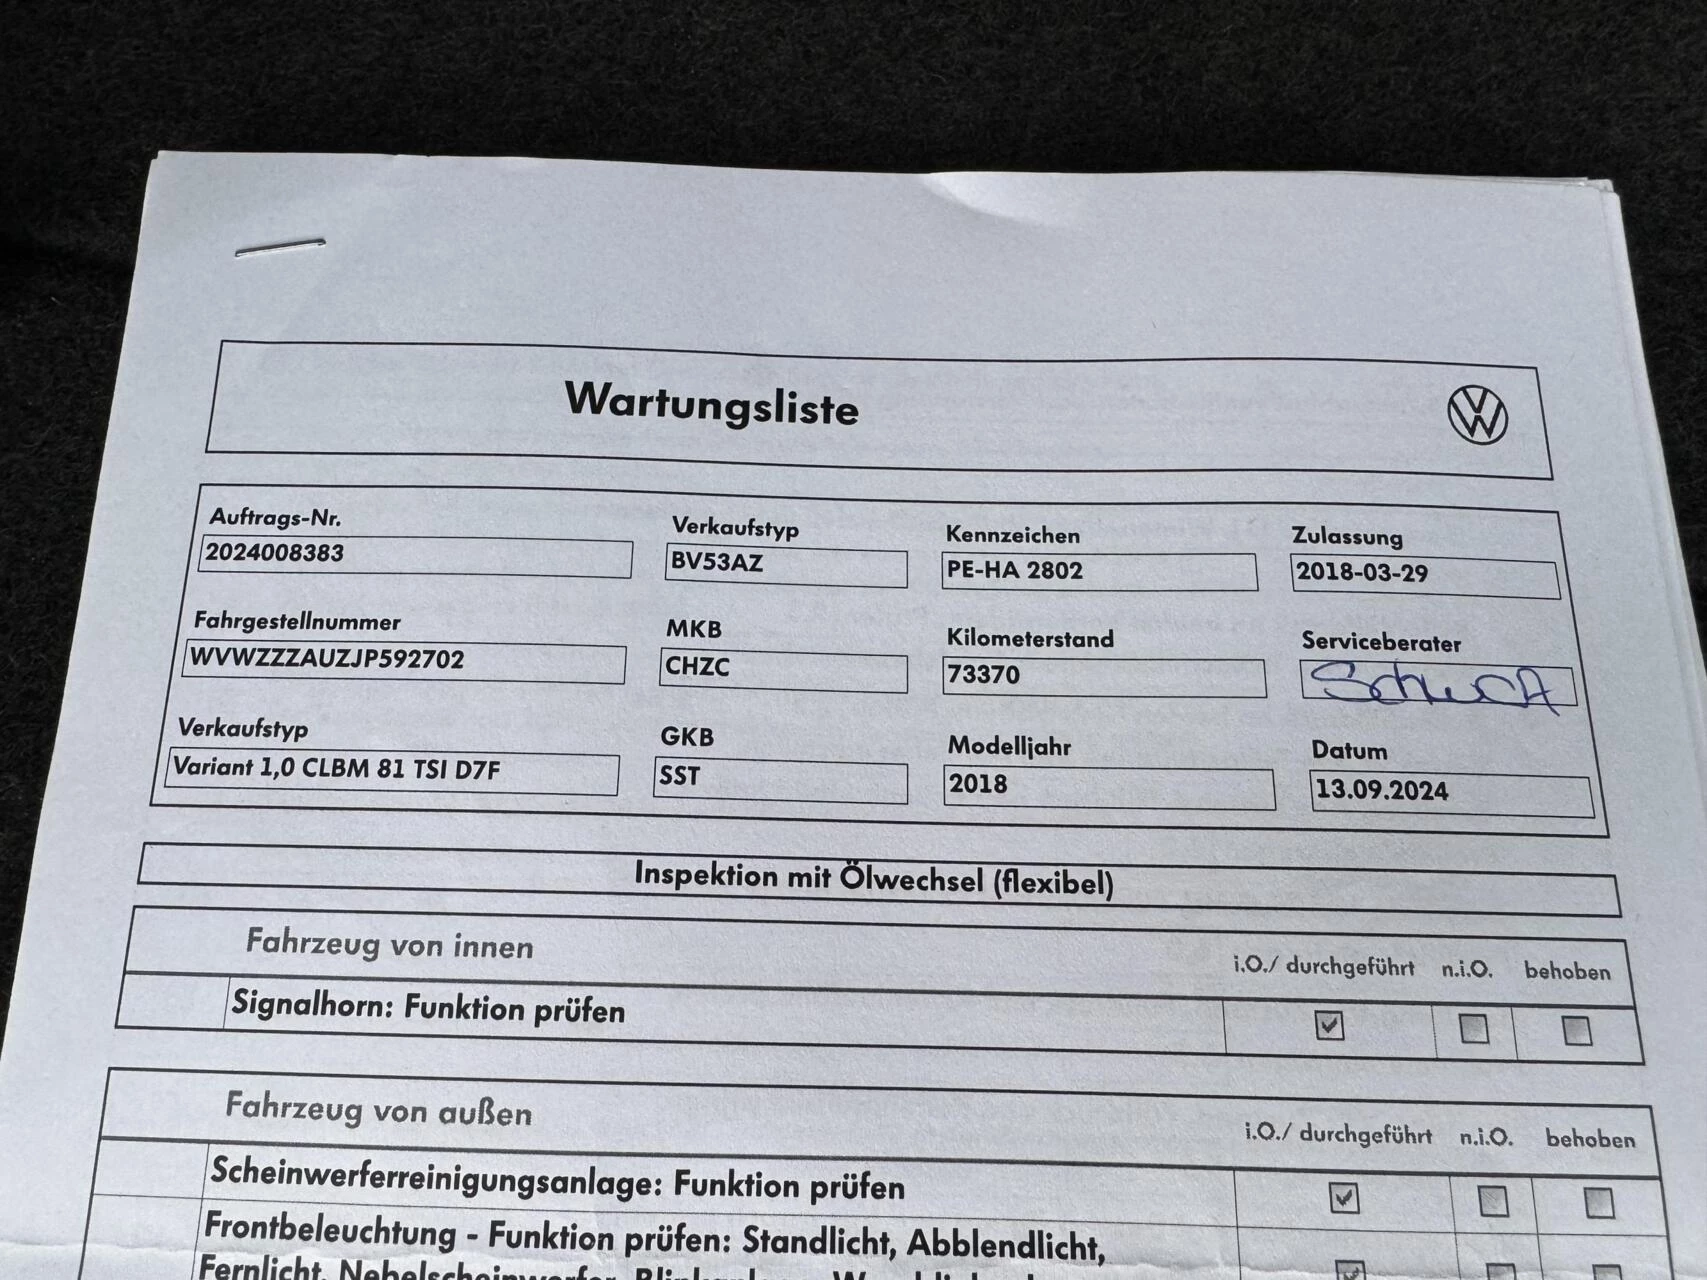 Wartungsliste
Auftrags-Nr. Verkaufstyp Kennzeichen Zulassung
2024008383 BV53AZ PE-HA 2802 2018-03-29
Fahrgestellnummer MKB Kilometerstand Serviceberater
WVWZZZAUZJP592702 CHZC 73370
Verkaufstyp GKB Modelljahr Datum
Variant 1,0 CLBM 81 TSI D7F SST 2018 13.09.2024
Inspektion mit Ölwechsel (flexibel)
Fahrzeug von innen i.O./ durchgeführt n.i.O. behoben
Signalhorn: Funktion prüfen
Fahrzeug von außen i.O./ durchgeführt n.i.O. behoben
Scheinwerferreinigungsanlage: Funktion prüfen
Frontbeleuchtung - Funktion prüfen: Standlicht, Abblendlicht,
Fernlicht, Nebelscheinwerfer,